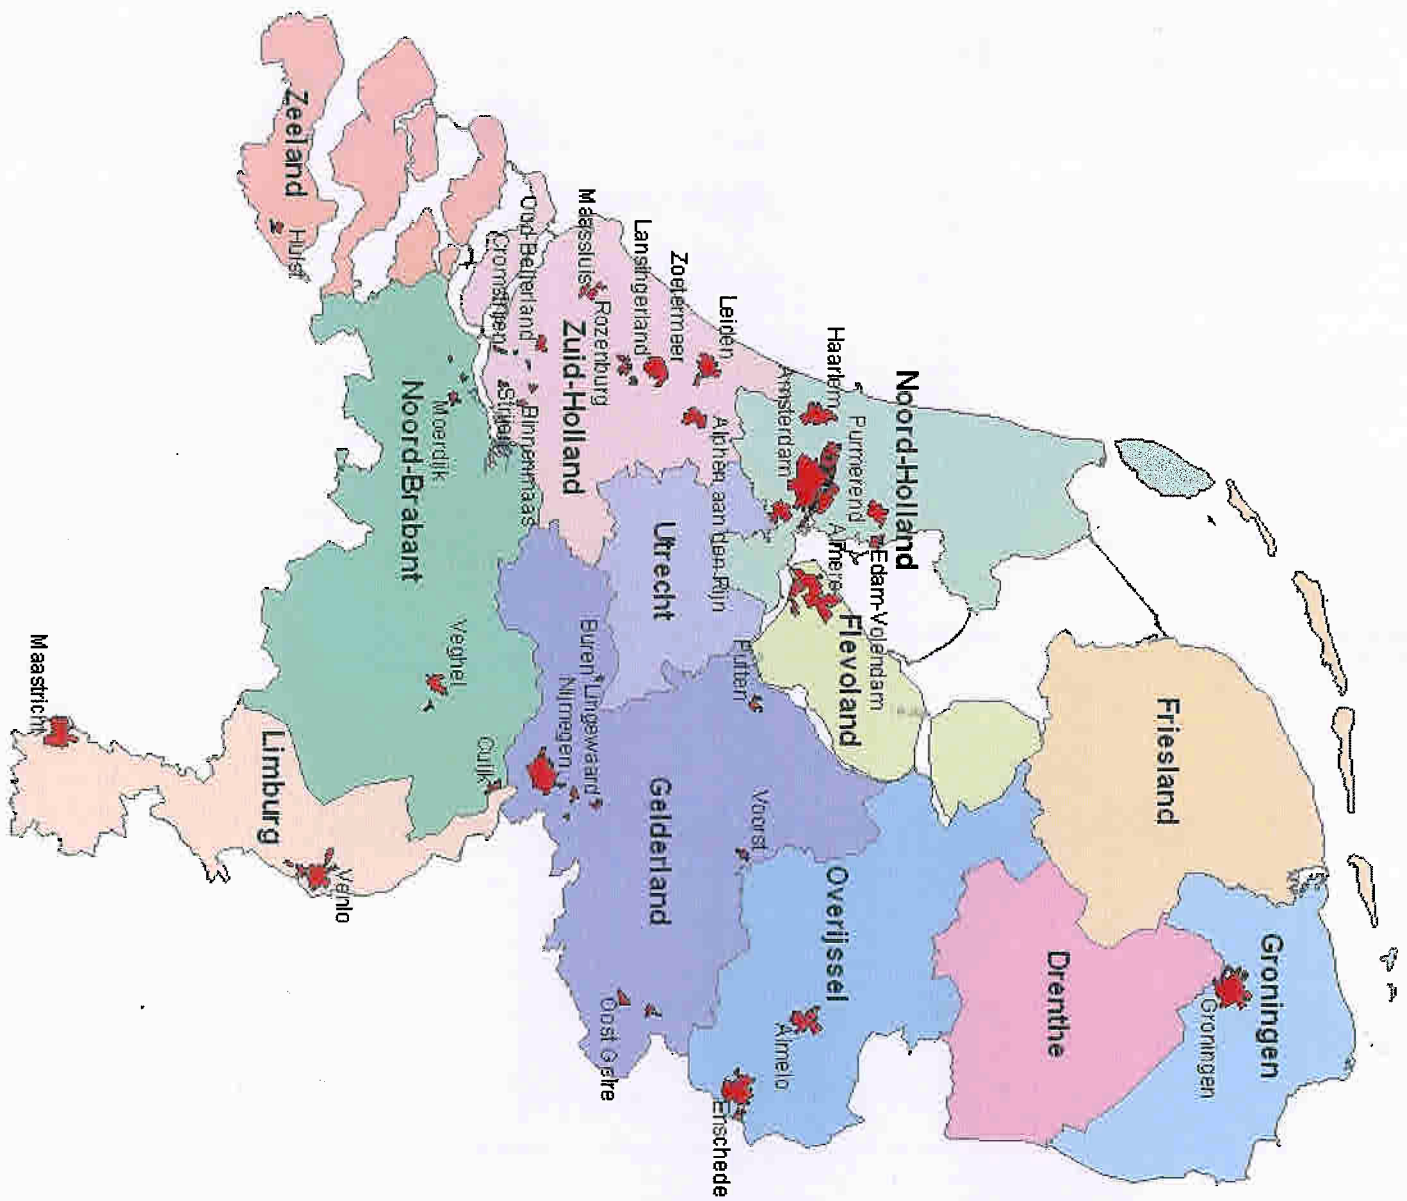 Groningen
Groningen
Friesland
Drenthe
Noord-Holland
Edam-Volendam
Purmerend
Haarlem
Almere
Flevoland
Overijssel
Amsterdam
Almelo
Voorst
Putten
Leiden
Alphen aan den Rijn
Enschede
Zoetermeer
Utrecht
Gelderland
Lansingerland
Oost Gelre
Rozenburg
Maassluis
Buren
Lingewaard
Zuid-Holland
Nijmegen
Oud-Beijerland
Binnenmaas
Cromstrijen
Strijen
Cuijk
Veghel
Moerdijk
Noord-Brabant
Venlo
Zeeland
Hulst
Limburg
Maastricht